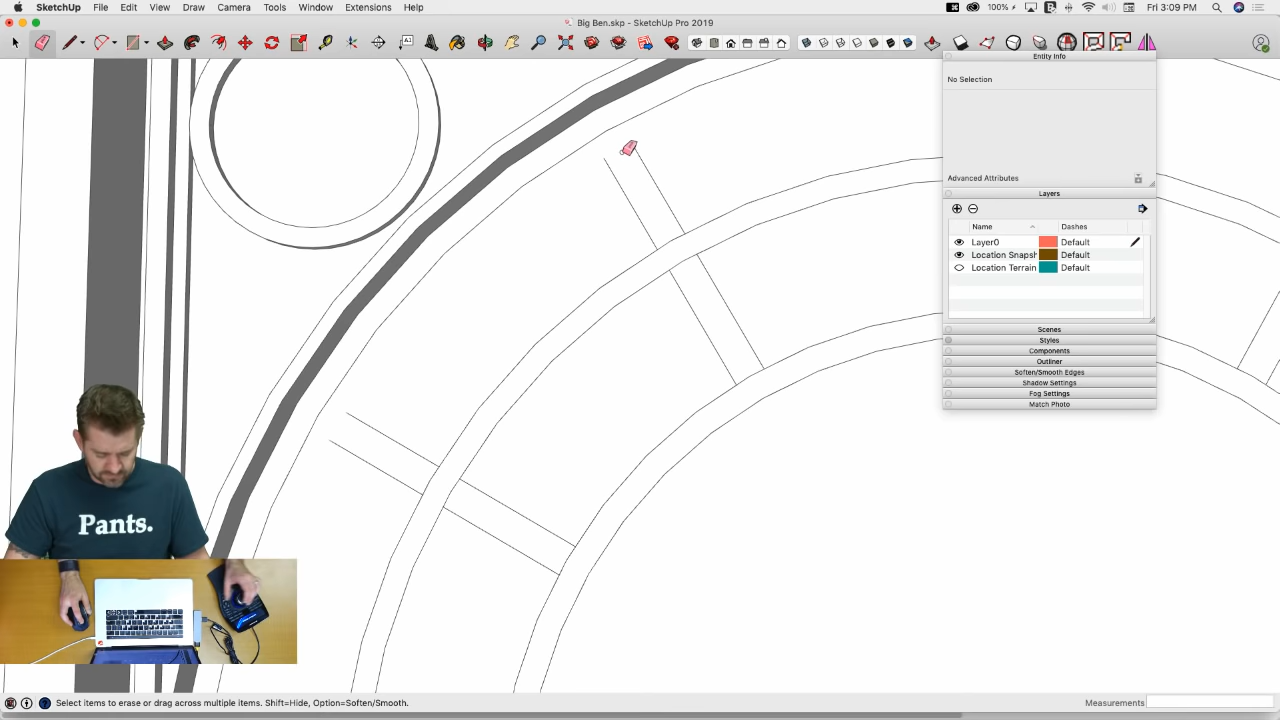 SketchUp File Edit View Camera Draw Tools Window Extensions Help 100% Fri 3:09 PM
Big Ben.skp - SketchUp Pro 2019
Entity Info
No Selection
Advanced Attributes
Layers
Name Dashes
Layer0 Default
Location Snapsh Default
Location Terrain Default
Scenes
Styles
Components
Outliner
Soften/Smooth Edges
Shadow Settings
Fog Settings
Match Photo
Pants.
Select items to erase or drag across multiple items. Shift=Hide, Option=Soften/Smooth.
Measurements